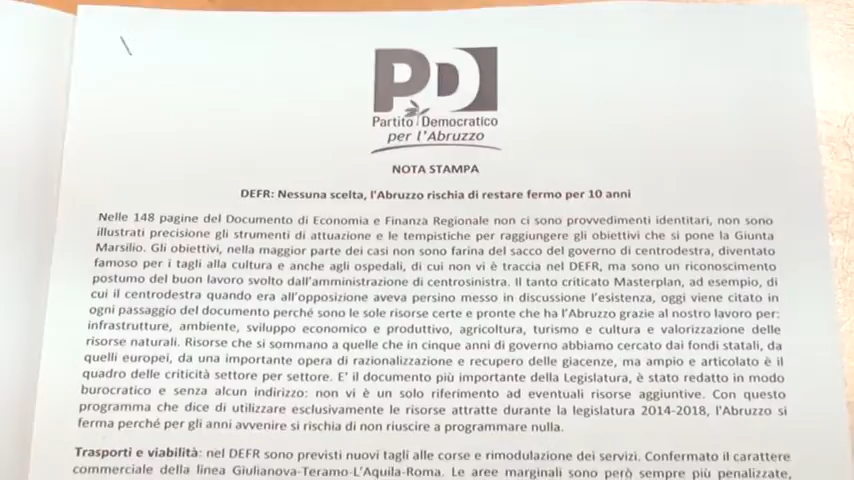 PD
Partito Democratico
per l'Abruzzo
NOTA STAMPA
DEFR: Nessuna scelta, l'Abruzzo rischia di restare fermo per 10 anni
Nelle 148 pagine del Documento di Economia e Finanza Regionale non ci sono provvedimenti identitari, non sono
illustrati precisione gli strumenti di attuazione e le tempistiche per raggiungere gli obiettivi che si pone la Giunta
Marsilio. Gli obiettivi, nella maggior parte dei casi non sono farina del sacco del governo di centrodestra, diventato
famoso per i tagli alla cultura e anche agli ospedali, di cui non vi è traccia nel DEFR, ma sono un riconoscimento
postumo del buon lavoro svolto dall'amministrazione di centrosinistra. Il tanto criticato Masterplan, ad esempio, di
cui il centrodestra quando era all'opposizione aveva persino messo in discussione l'esistenza, oggi viene citato in
ogni passaggio del documento perché sono le sole risorse certe e pronte che ha l'Abruzzo grazie al nostro lavoro per:
infrastrutture, ambiente, sviluppo economico e produttivo, agricoltura, turismo e cultura e valorizzazione delle
risorse naturali. Risorse che si sommano a quelle che in cinque anni di governo abbiamo cercato dai fondi statali, da
quelli europei, da una importante opera di razionalizzazione e recupero delle giacenze, ma ampio e articolato è il
quadro delle criticità settore per settore. E' il documento più importante della Legislatura, è stato redatto in modo
burocratico e senza alcun indirizzo: non vi è un solo riferimento ad eventuali risorse aggiuntive. Con questo
programma che dice di utilizzare esclusivamente le risorse attratte durante la legislatura 2014-2018, l'Abruzzo si
ferma perché per gli anni avvenire si rischia di non riuscire a programmare nulla.
Trasporti e viabilità: nel DEFR sono previsti nuovi tagli alle corse e rimodulazione dei servizi. Confermato il carattere
commerciale della linea Giulianova-Teramo-L'Aquila-Roma. Le aree marginali sono però sempre più penalizzate,